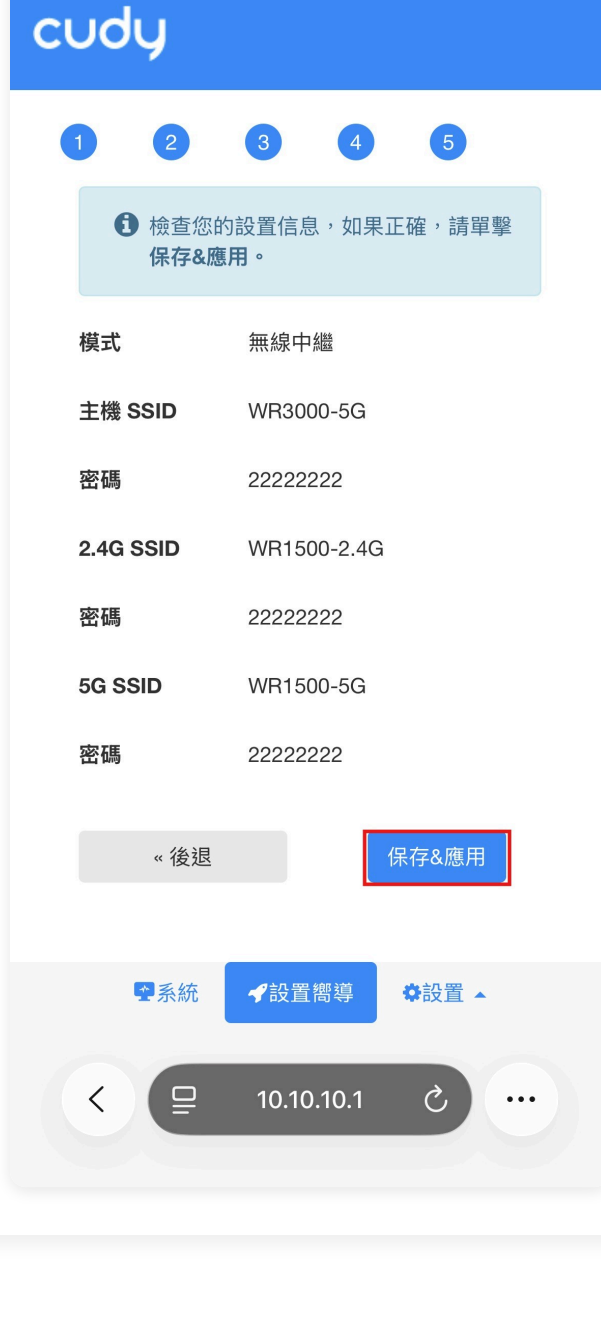 cudy
1 2 3 4 5
檢查您的設置信息,如果正確,請單擊
保存&應用。
模式 無線中繼
主機 SSID WR3000-5G
密碼 22222222
2.4G SSID WR1500-2.4G
密碼 22222222
5G SSID WR1500-5G
密碼 22222222
« 後退 保存&應用
系統 設置嚮導 設置
10.10.10.1